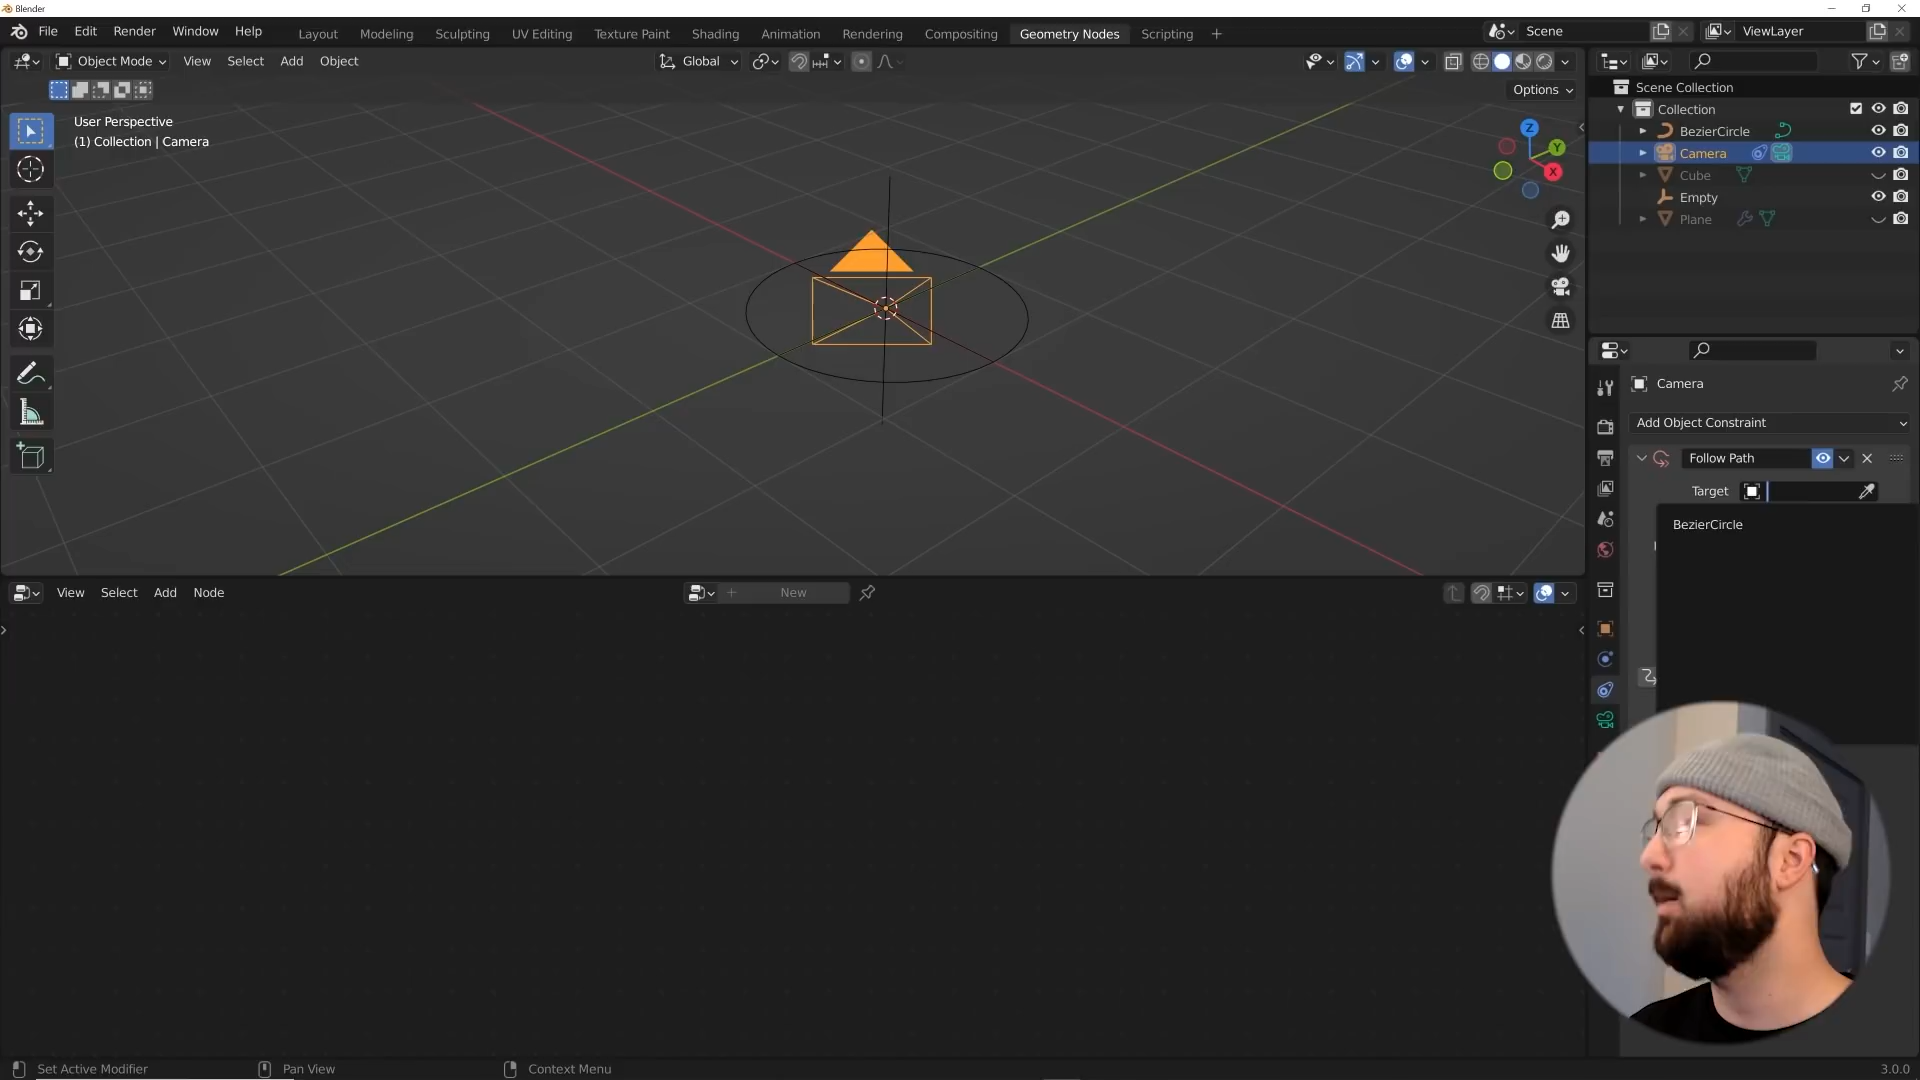 Blender
File Edit Render Window Help
Layout Modeling Sculpting UV Editing Texture Paint Shading Animation Rendering Compositing Geometry Nodes Scripting
Scene
ViewLayer
Object Mode View Select Add Object
Global
Options
User Perspective
(1) Collection | Camera
Z
Y
X
Scene Collection
Collection
BezierCircle
Camera
Cube
Empty
Plane
Camera
Add Object Constraint
Follow Path
Target
BezierCircle
View Select Add Node
New
Set Active Modifier
Pan View
Context Menu
3.0.0